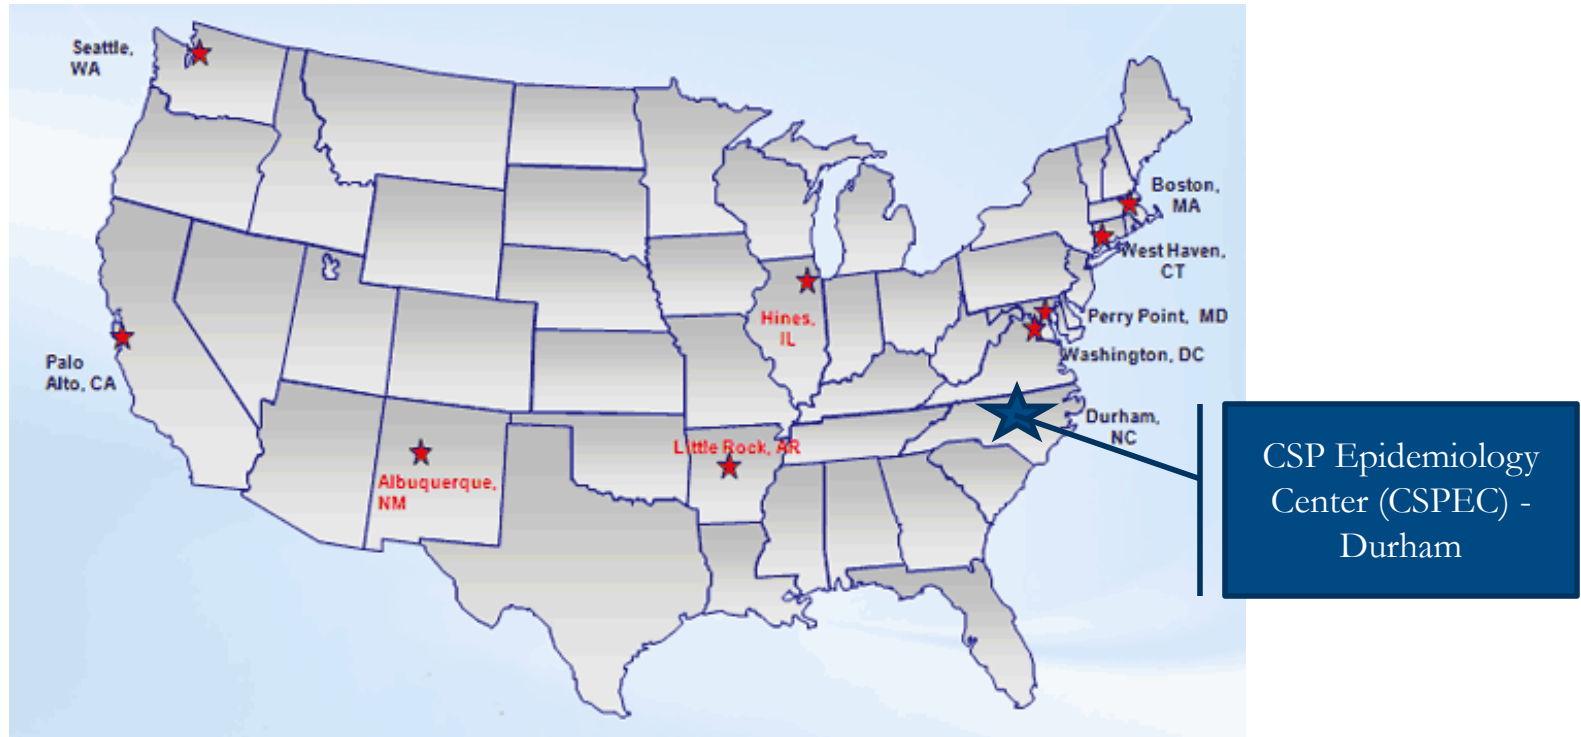 Seattle,
WA
Boston,
MA
West Haven,
CT
Hines,
IL
Perry Point, MD
Washington, DC
Palo
Alto, CA
Durham,
NC
Little Rock, AR
Albuquerque,
NM
CSP Epidemiology
Center (CSPEC) -
Durham